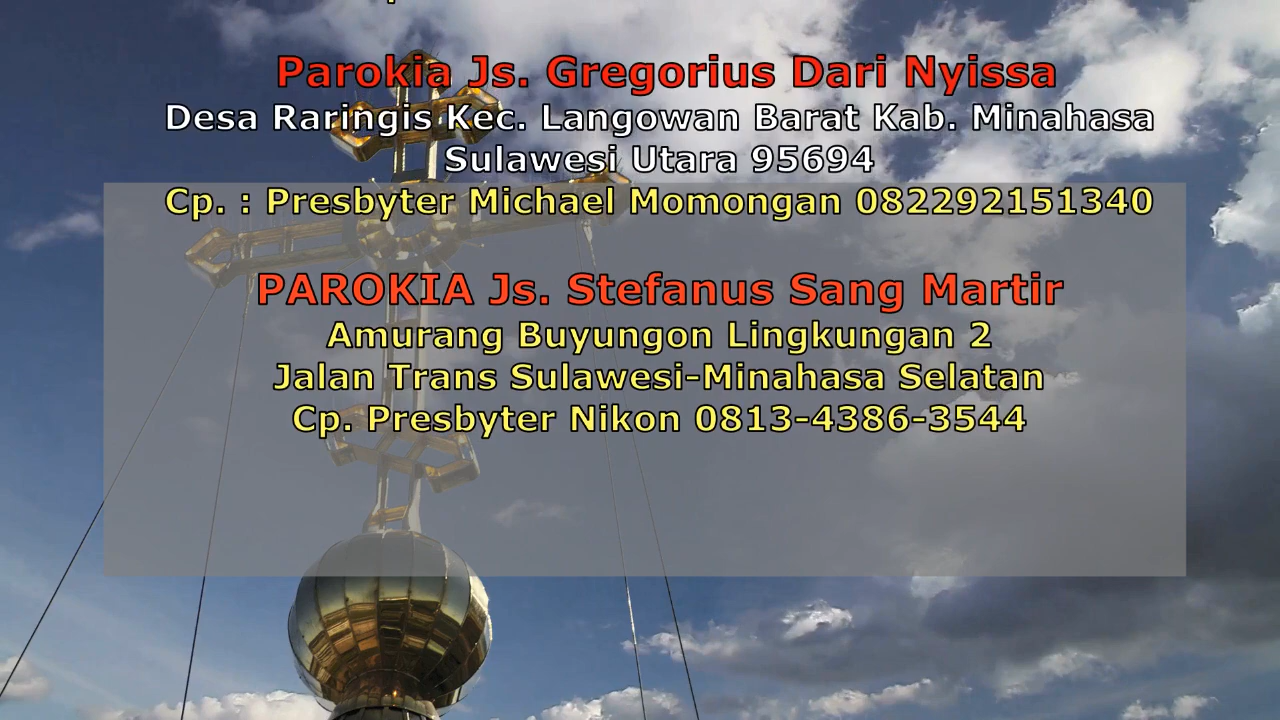 Parokia Js. Gregorius Dari Nyissa
Desa Raringis Kec. Langowan Barat Kab. Minahasa
Sulawesi Utara 95694
Cp. : Presbyter Michael Momongan 082292151340
PAROKIA Js. Stefanus Sang Martir
Amurang Buyungon Lingkungan 2
Jalan Trans Sulawesi-Minahasa Selatan
Cp. Presbyter Nikon 0813-4386-3544